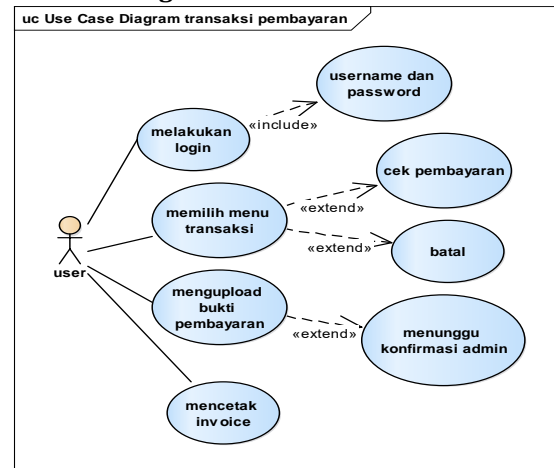 uc Use Case Diagram transaksi pembayaran
username dan
password
melakukan
login
«include»
cek pembayaran
memilih menu
transaksi
«extend»
«extend»
batal
user
mengupload
bukti
pembayaran
«extend»
menunggu
konfirmasi admin
mencetak
invoice